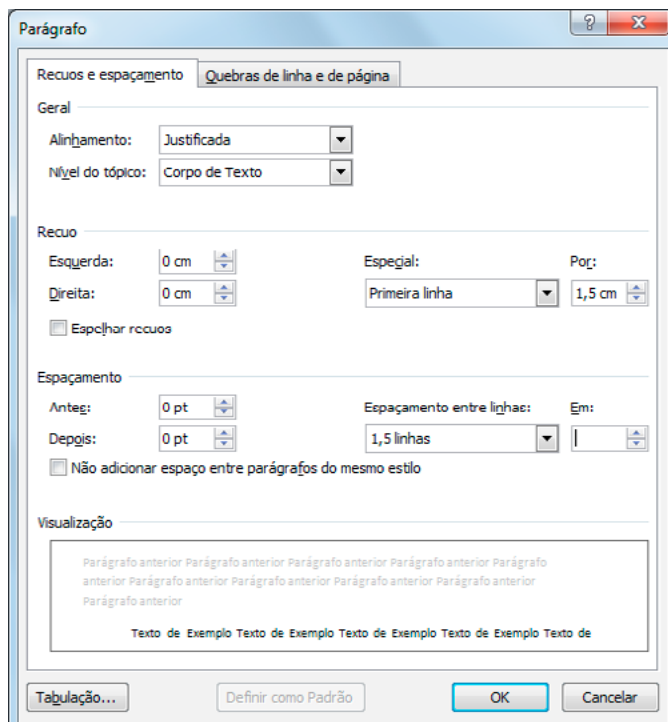 Parágrafo
Recuos e espaçamento Quebras de linha e de página
Geral
Alinhamento: Justificada
Nível do tópico: Corpo de Texto
Recuo
Esquerda: 0 cm Especial: Por:
Direita: 0 cm Primeira linha 1,5 cm
Espelhar recuos
Espaçamento
Antes: 0 pt Espaçamento entre linhas: Em:
Depois: 0 pt 1,5 linhas
Não adicionar espaço entre parágrafos do mesmo estilo
Visualização
Parágrafo anterior Parágrafo anterior Parágrafo anterior Parágrafo anterior Parágrafo
anterior Parágrafo anterior Parágrafo anterior Parágrafo anterior Parágrafo anterior
Parágrafo anterior
Texto de Exemplo Texto de Exemplo Texto de Exemplo Texto de Exemplo Texto de
Tabulação... Definir como Padrão OK Cancelar